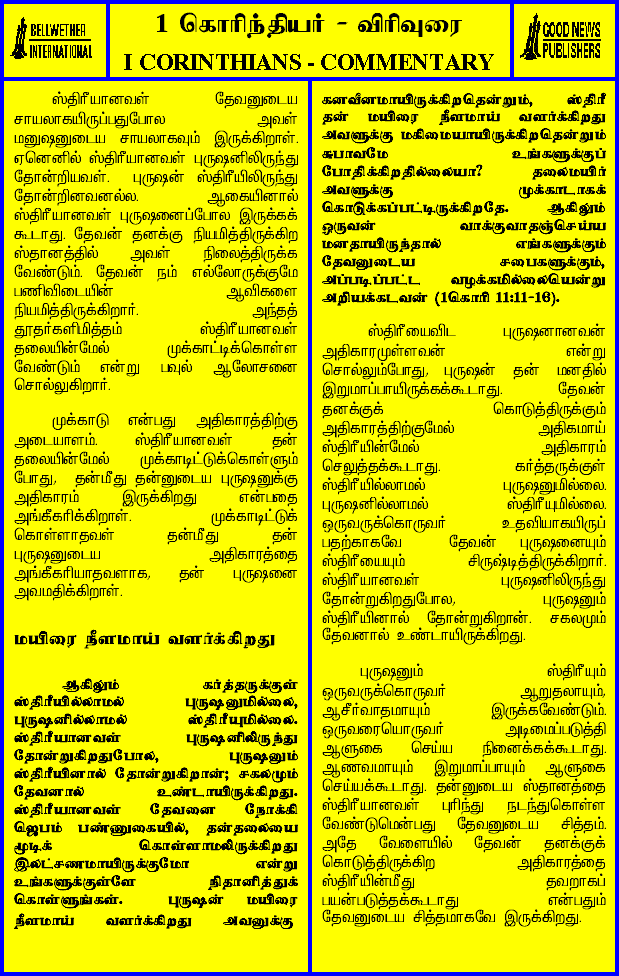 BELLWETHER
INTERNATIONAL
1 கொரிந்தியர் - விரிவுரை
I CORINTHIANS - COMMENTARY
GOOD NEWS
PUBLISHERS
ஸ்திரீயானவள் தேவனுடைய
சாயலாகயிருப்பதுபோல அவள்
மனுஷனுடைய சாயலாகவும் இருக்கிறாள்.
ஏனெனில் ஸ்திரீயானவள் புருஷனிலிருந்து
தோன்றியவள். புருஷன் ஸ்திரீயிலிருந்து
தோன்றினவனல்ல. ஆகையினால்
ஸ்திரீயானவள் புருஷனைப்போல இருக்கக்
கூடாது. தேவன் தனக்கு நியமித்திருக்கிற
ஸ்தானத்தில் அவள் நிலைத்திருக்க
வேண்டும். தேவன் நம் எல்லோருக்குமே
பணிவிடையின் ஆவிகளை
நியமித்திருக்கிறார். அந்தத்
தூதர்களிமித்தம் ஸ்திரீயானவள்
தலையின்மேல் முக்காட்டிக்கொள்ள
வேண்டும் என்று பவுல் ஆலோசனை
சொல்லுகிறார்.
முக்காடு என்பது அதிகாரத்திற்கு
அடையாளம். ஸ்திரீயானவள் தன்
தலையின்மேல் முக்காடிட்டுக்கொள்ளும்
போது, தன்மீது தன்னுடைய புருஷனுக்கு
அதிகாரம் இருக்கிறது என்பதை
அங்கீகரிக்கிறாள். முக்காடிட்டுக்
கொள்ளாதவள் தன்மீது தன்
புருஷனுடைய அதிகாரத்தை
அங்கீகரியாதவளாக, தன் புருஷனை
அவமதிக்கிறாள்.
மயிரை நீளமாய் வளர்க்கிறது
ஆகிலும் கர்த்தருக்குள்
ஸ்திரீயில்லாமல் புருஷனுமில்லை,
புருஷனில்லாமல் ஸ்திரீயுமில்லை.
ஸ்திரீயானவள் புருஷனிலிருந்து
தோன்றுகிறதுபோல, புருஷனும்
ஸ்திரீயினால் தோன்றுகிறான்; சகலமும்
தேவனால் உண்டாயிருக்கிறது.
ஸ்திரீயானவள் தேவனை நோக்கி
ஜெபம் பண்ணுகையில், தன்தலையை
மூடிக் கொள்ளாமலிருக்கிறது
இலட்சணமாயிருக்குமோ என்று
உங்களுக்குள்ளே நிதானித்துக்
கொள்ளுங்கள். புருஷன் மயிரை
நீளமாய் வளர்க்கிறது அவனுக்கு
கனவீனமாயிருக்கிறதென்றும், ஸ்திரீ
தன் மயிரை நீளமாய் வளர்க்கிறது
அவளுக்கு மகிமையாயிருக்கிறதென்றும்
சுபாவமே உங்களுக்குப்
போதிக்கிறதில்லையா? தலைமயிர்
அவளுக்கு முக்காடாகக்
கொடுக்கப்பட்டிருக்கிறதே. ஆகிலும்
ஒருவன் வாக்குவாதஞ்செய்ய
மனதாயிருந்தால் எங்களுக்கும்
தேவனுடைய சபைகளுக்கும்,
அப்படிப்பட்ட வழக்கமில்லையென்று
அறியக்கடவன் (1கொரி 11:11-16).
ஸ்திரீயைவிட புருஷனானவன்
அதிகாரமுள்ளவன் என்று
சொல்லும்போது, புருஷன் தன் மனதில்
இறுமாப்பாயிருக்கக்கூடாது. தேவன்
தனக்குக் கொடுத்திருக்கும்
அதிகாரத்திற்குமேல் அதிகமாய்
ஸ்திரீயின்மேல் அதிகாரம்
செலுத்தக்கூடாது. கர்த்தருக்குள்
ஸ்திரீயில்லாமல் புருஷனுமில்லை.
புருஷனில்லாமல் ஸ்திரீயுமில்லை.
ஒருவருக்கொருவர் உதவியாகயிருப்
பதற்காகவே தேவன் புருஷனையும்
ஸ்திரீயையும் சிருஷ்டித்திருக்கிறார்.
ஸ்திரீயானவள் புருஷனிலிருந்து
தோன்றுகிறதுபோல, புருஷனும்
ஸ்திரீயினால் தோன்றுகிறான். சகலமும்
தேவனால் உண்டாயிருக்கிறது.
புருஷனும் ஸ்திரீயும்
ஒருவருக்கொருவர் ஆறுதலாயும்,
ஆசீர்வாதமாயும் இருக்கவேண்டும்.
ஒருவரையொருவர் அடிமைப்படுத்தி
ஆளுகை செய்ய நினைக்கக்கூடாது.
ஆணவமாயும் இறுமாப்பாயும் ஆளுகை
செய்யக்கூடாது. தன்னுடைய ஸ்தானத்தை
ஸ்திரீயானவள் புரிந்து நடந்துகொள்ள
வேண்டுமென்பது தேவனுடைய சித்தம்.
அதே வேளையில் தேவன் தனக்குக்
கொடுத்திருக்கிற அதிகாரத்தை
ஸ்திரீயின்மீது தவறாகப்
பயன்படுத்தக்கூடாது என்பதும்
தேவனுடைய சித்தமாகவே இருக்கிறது.